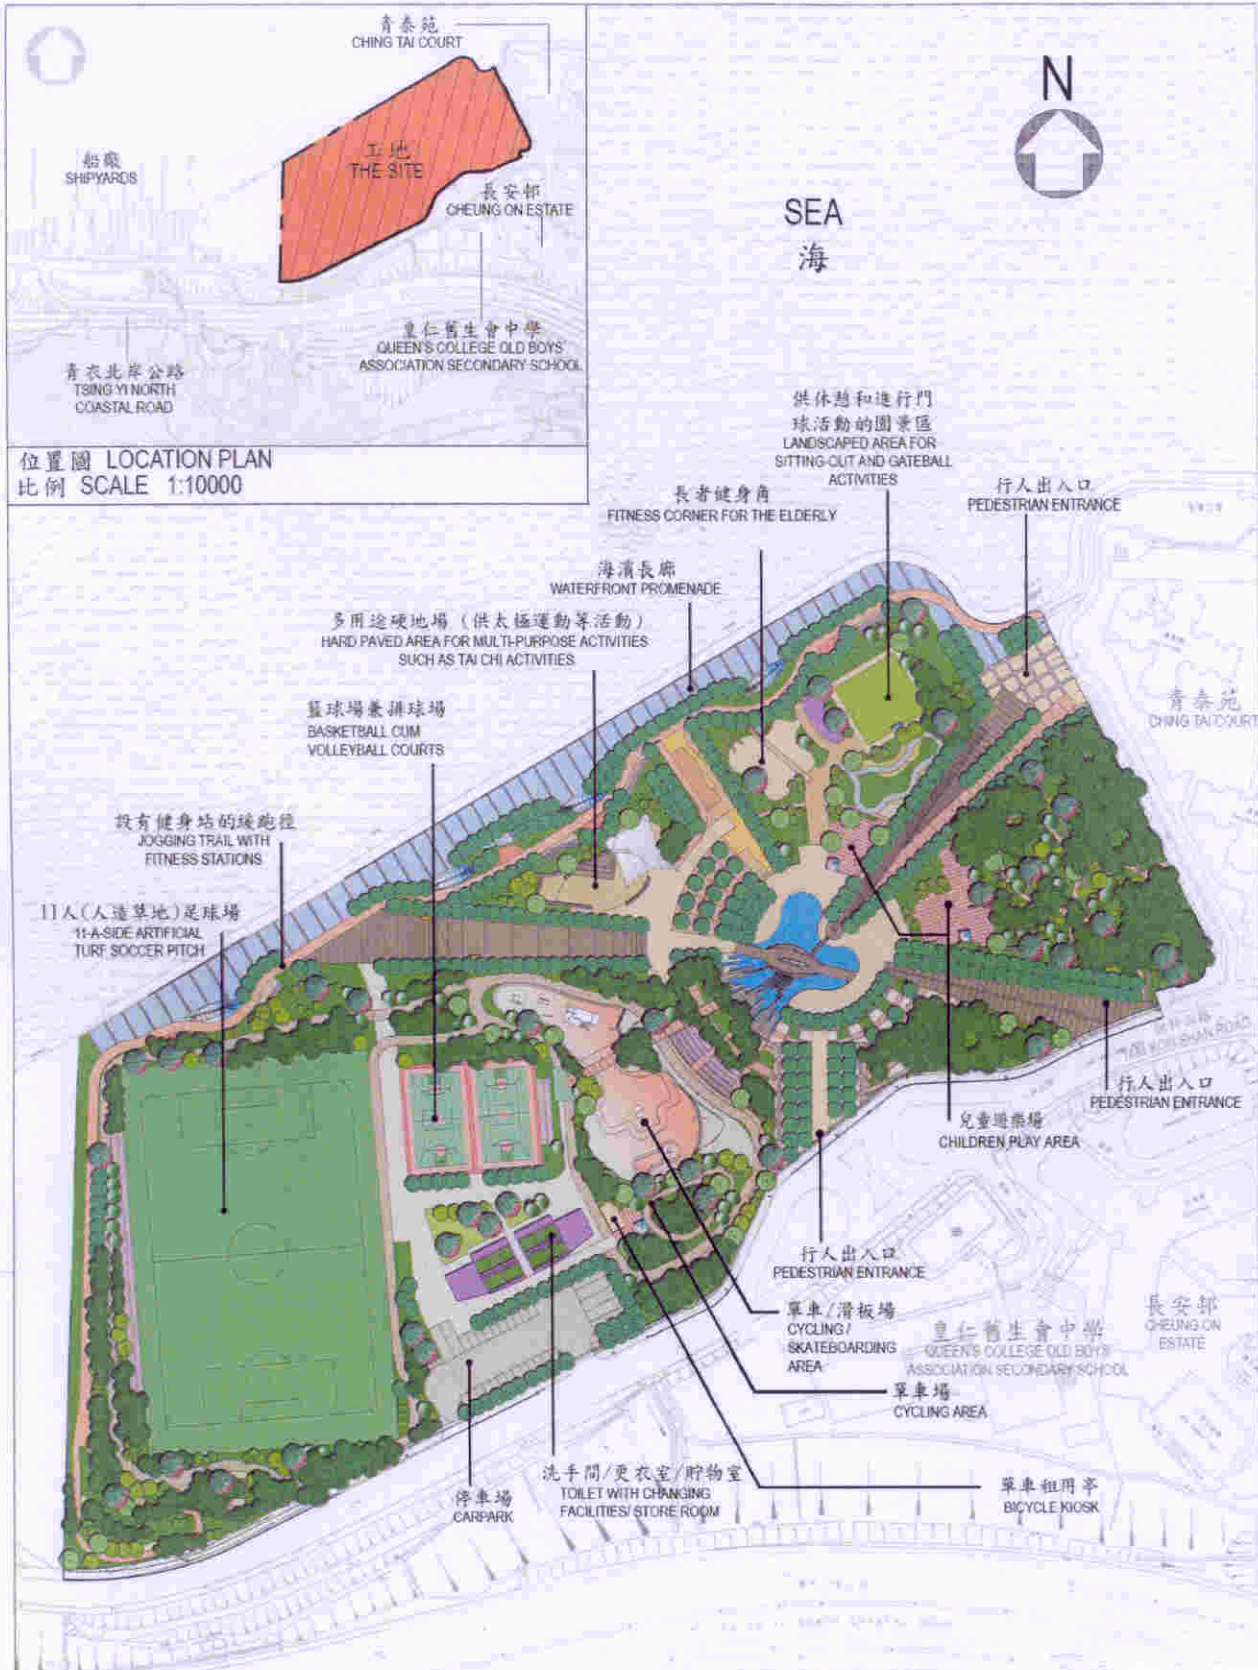 青泰苑
CHING TAI COURT
船廠
SHIPYARDS
工地
THE SITE
長安邨
CHEUNG ON ESTATE
皇仁舊生會中學
QUEEN'S COLLEGE OLD BOYS'
ASSOCIATION SECONDARY SCHOOL
青衣北岸公路
TSING YI NORTH
COASTAL ROAD
位置圖 LOCATION PLAN
比例 SCALE 1:10000
N
SEA
海
供休憩和進行門
球活動的園景區
LANDSCAPED AREA FOR
SITTING-OUT AND GATEBALL
ACTIVITIES
行人出入口
PEDESTRIAN ENTRANCE
長者健身角
FITNESS CORNER FOR THE ELDERLY
海濱長廊
WATERFRONT PROMENADE
多用途硬地場 (供太極運動等活動)
HARD PAVED AREA FOR MULTI-PURPOSE ACTIVITIES
SUCH AS TAI CHI ACTIVITIES
籃球場兼排球場
BASKETBALL CUM
VOLLEYBALL COURTS
設有健身站的緩跑徑
JOGGING TRAIL WITH
FITNESS STATIONS
11人(人造草地)足球場
11-A-SIDE ARTIFICIAL
TURF SOCCER PITCH
青泰苑
CHING TAI COURT
行人出入口
PEDESTRIAN ENTRANCE
兒童遊樂場
CHILDREN PLAY AREA
行人出入口
PEDESTRIAN ENTRANCE
單車/滑板場
CYCLING /
SKATEBOARDING
AREA
皇仁舊生會中學
QUEEN'S COLLEGE OLD BOYS'
ASSOCIATION SECONDARY SCHOOL
長安邨
CHEUNG ON
ESTATE
單車場
CYCLING AREA
單車租用亭
BICYCLE KIOSK
洗手間/更衣室/貯物室
TOILET WITH CHANGING
FACILITIES/ STORE ROOM
停車場
CARPARK